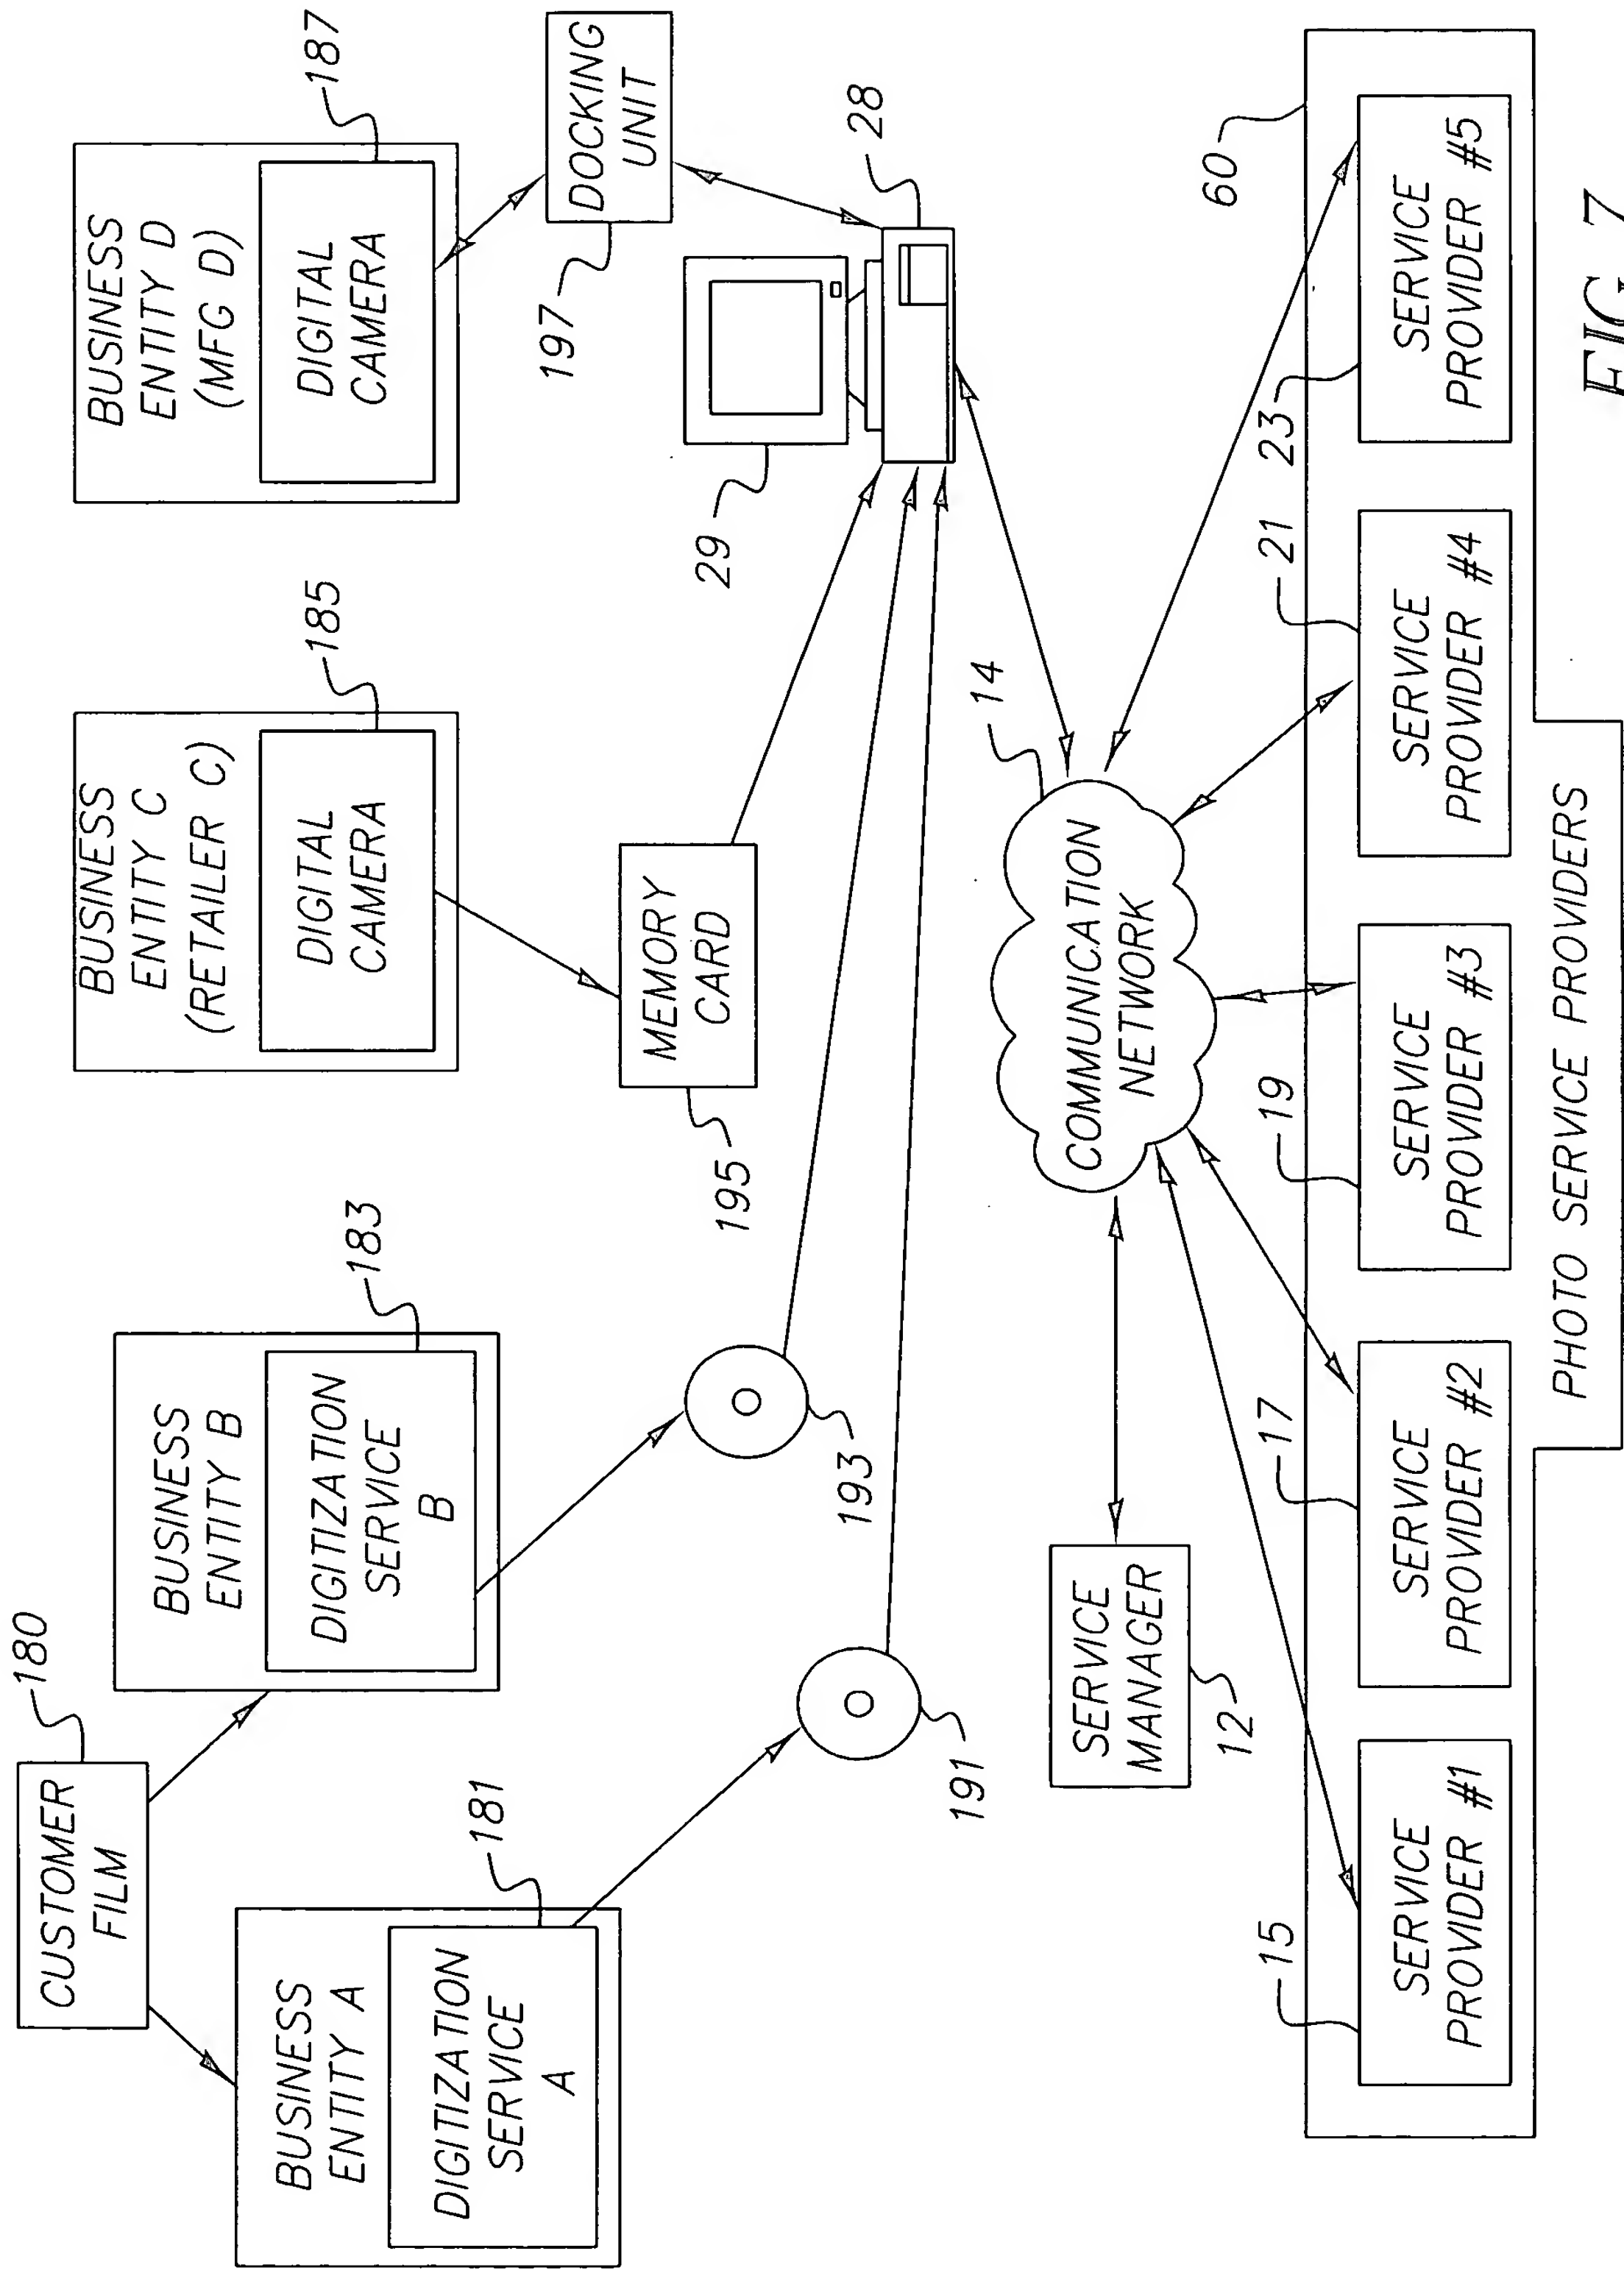 CUSTOMER
FILM
180
BUSINESS
ENTITY A
DIGITIZATION
SERVICE
A
181
BUSINESS
ENTITY B
DIGITIZATION
SERVICE
B
183
BUSINESS
ENTITY C
(RETAILER C)
DIGITAL
CAMERA
185
BUSINESS
ENTITY D
(MFG D)
DIGITAL
CAMERA
187
191
193
MEMORY
CARD
195
DOCKING
UNIT
197
29
28
SERVICE
MANAGER
12
COMMUNICATION
NETWORK
14
60
SERVICE
PROVIDER #1
15
SERVICE
PROVIDER #2
17
SERVICE
PROVIDER #3
19
SERVICE
PROVIDER #4
21
SERVICE
PROVIDER #5
23
PHOTO SERVICE PROVIDERS
FIG. 7